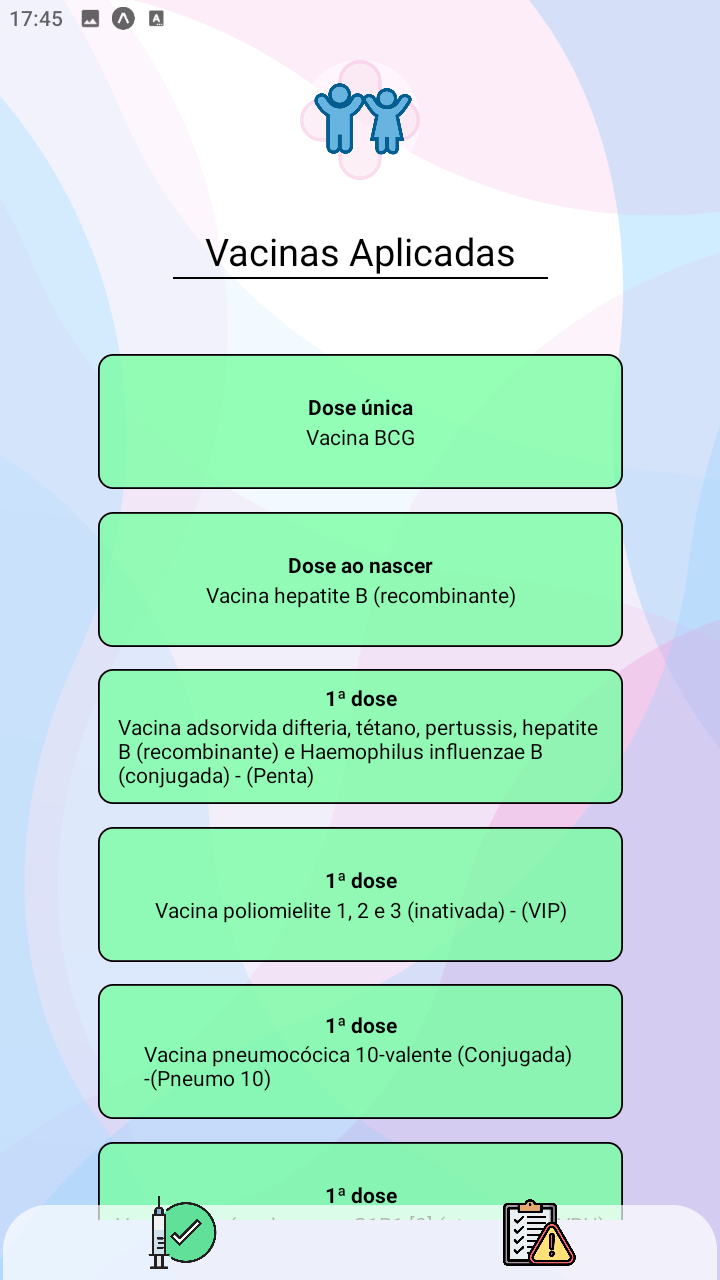 17:45
Vacinas Aplicadas
Dose única
Vacina BCG
Dose ao nascer
Vacina hepatite B (recombinante)
1ª dose
Vacina adsorvida difteria, tétano, pertussis, hepatite
B (recombinante) e Haemophilus influenzae B
(conjugada) - (Penta)
1ª dose
Vacina poliomielite 1, 2 e 3 (inativada) - (VIP)
1ª dose
Vacina pneumocócica 10-valente (Conjugada)
-(Pneumo 10)
1ª dose